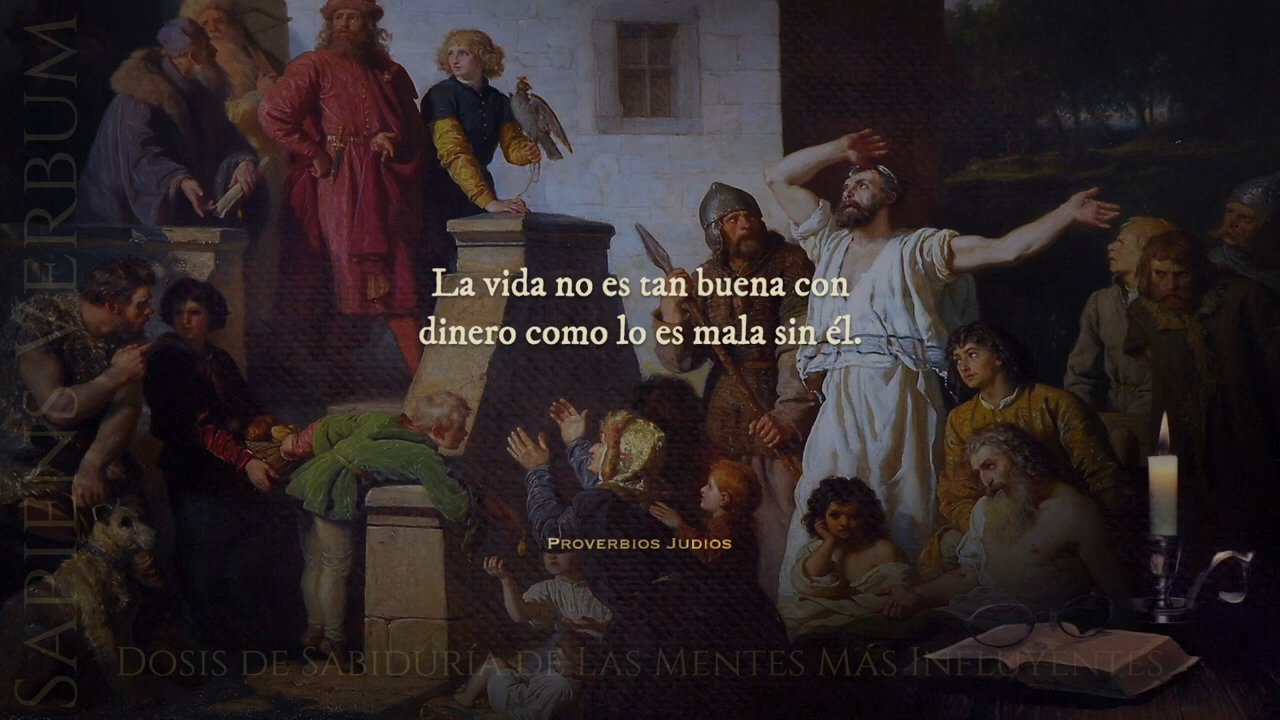 La vida no es tan buena con
dinero como lo es mala sin él.
Proverbios Judios
Dosis de Sabiduría de Las Mentes Más Influyentes
Sapiens Verbum